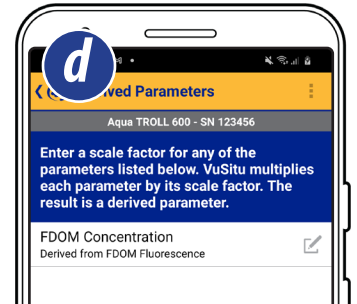 d
ved Parameters
Aqua TROLL 600 - SN 123456
Enter a scale factor for any of the
parameters listed below. VuSitu multiplies
each parameter by its scale factor. The
result is a derived parameter.
FDOM Concentration
Derived from FDOM Fluorescence